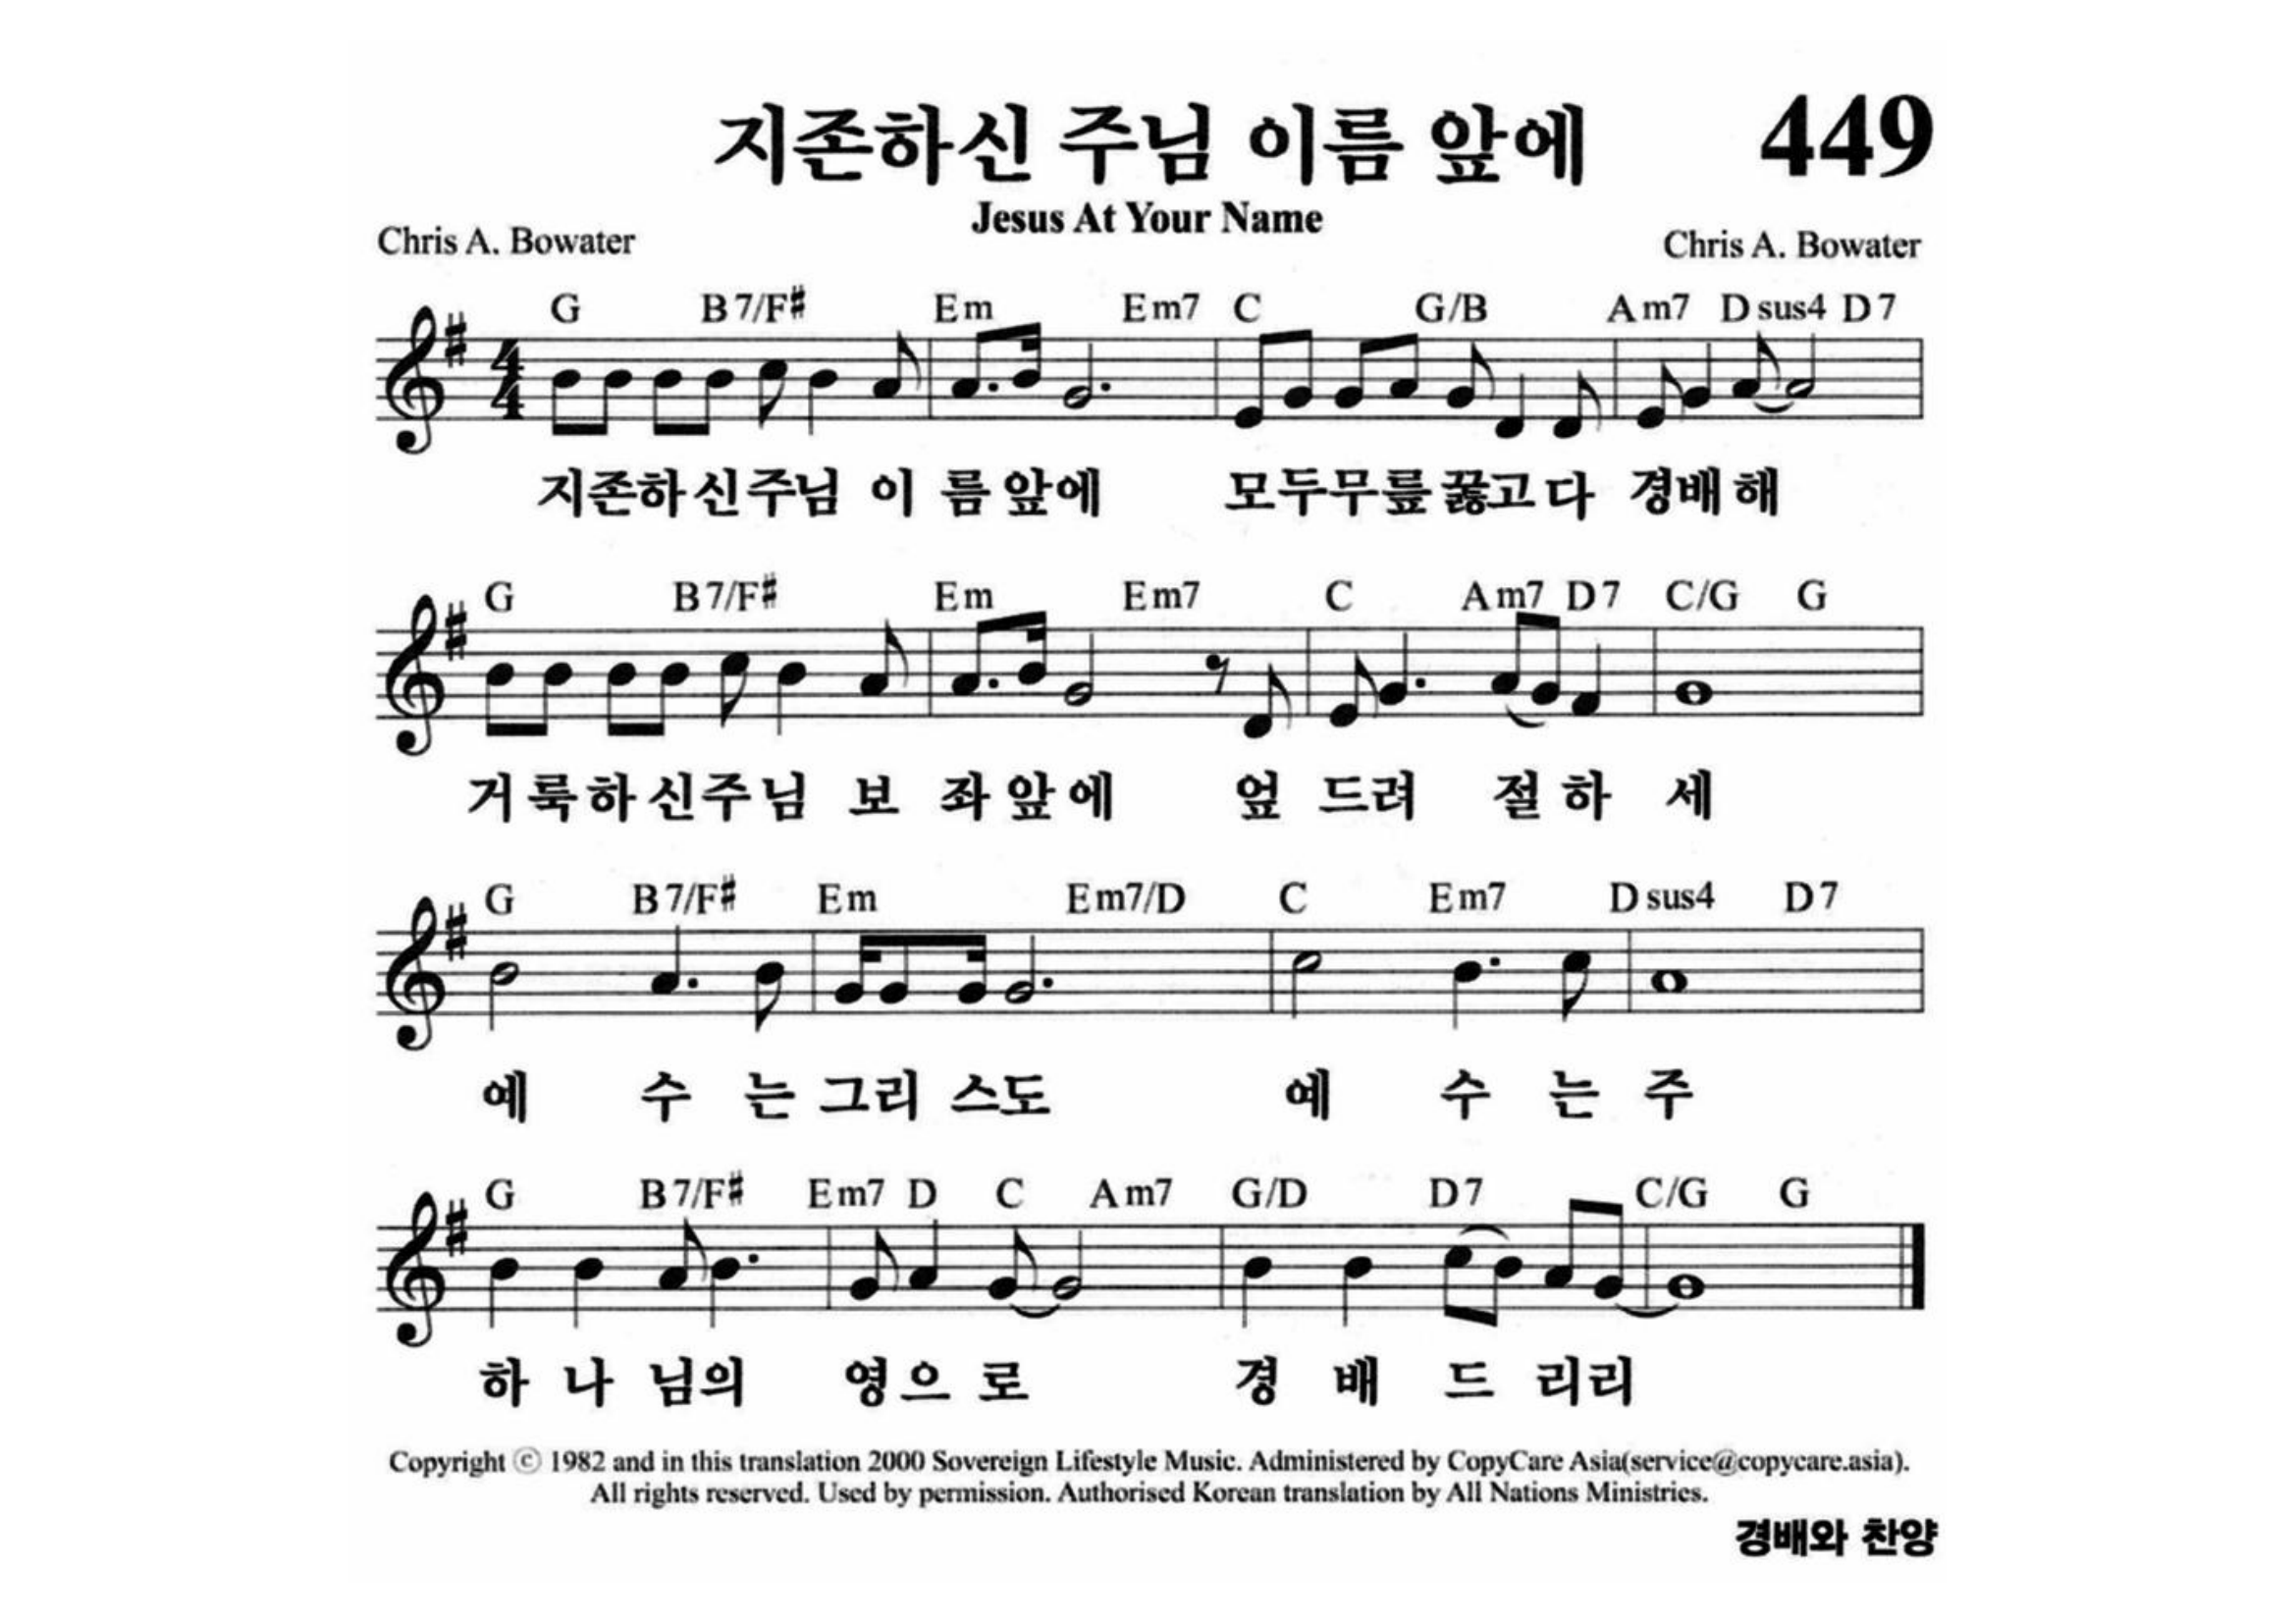 지존하신 주님 이름 앞에 449
Jesus At Your Name
Chris A. Bowater Chris A. Bowater
G B7/F# Em Em7 C G/B Am7 Dsus4 D7
4/4
지존하신주님 이 름 앞에 모두무릎꿇고다 경배해
G B7/F# Em Em7 C Am7 D7 C/G G
거룩하신주님 보 좌 앞에 엎 드려 절하 세
G B7/F# Em Em7/D C Em7 Dsus4 D7
예 수 는 그리 스도 예 수 는 주
G B7/F# Em7 D C Am7 G/D D7 C/G G
하 나 님의 영으 로 경 배 드 리리
Copyright ⓒ 1982 and in this translation 2000 Sovereign Lifestyle Music. Administered by CopyCare Asia(service@copycare.asia).
All rights reserved. Used by permission. Authorised Korean translation by All Nations Ministries.
경배와 찬양